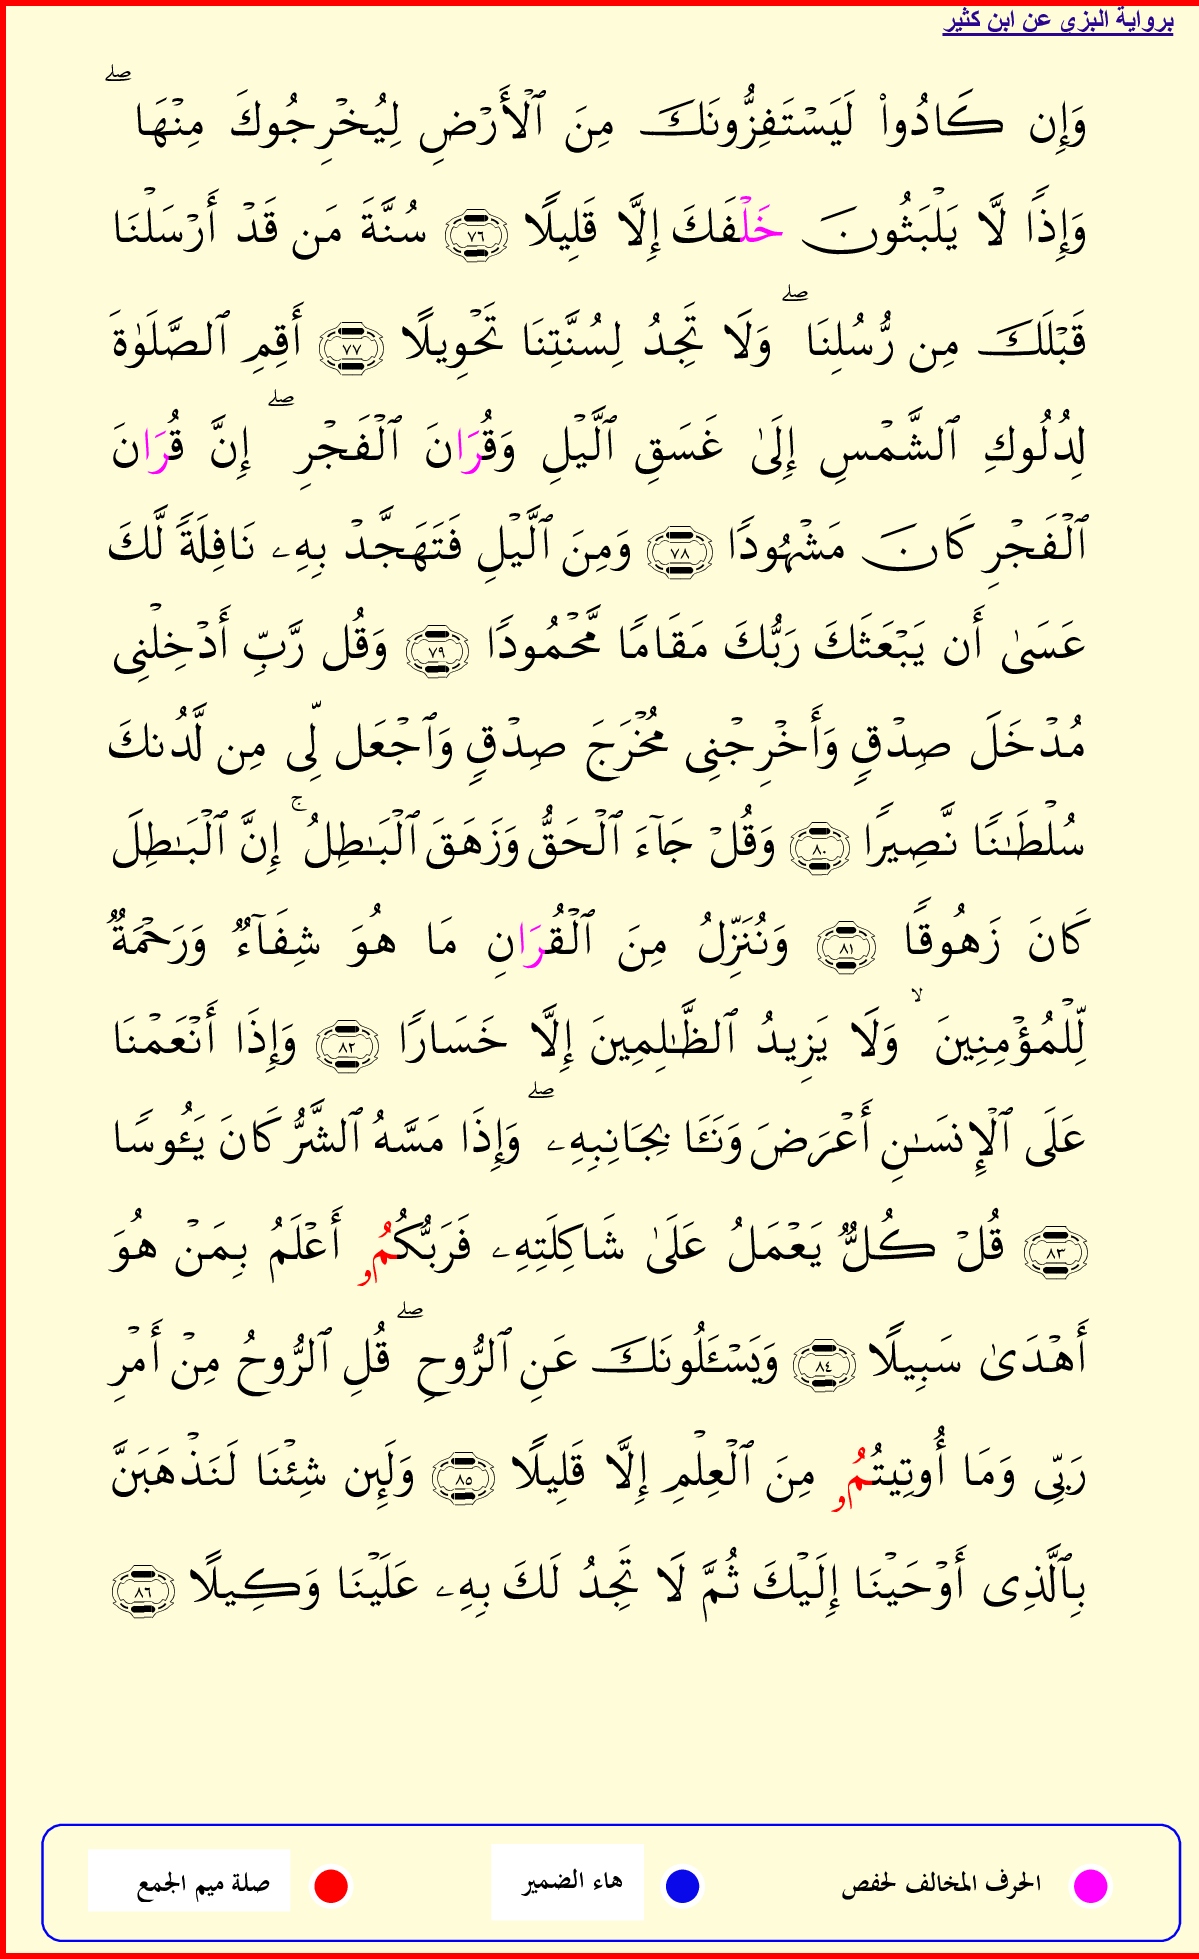 برواية البزى عن ابن كثير
وَإِن كَادُوا۟ لَيَسْتَفِزُّونَكَ مِنَ ٱلْأَرْضِ لِيُخْرِجُوكَ مِنْهَا ۖ
وَإِذًا لَّا يَلْبَثُونَ خَلْفَكَ إِلَّا قَلِيلًا ٧٦ سُنَّةَ مَن قَدْ أَرْسَلْنَا
قَبْلَكَ مِن رُّسُلِنَا ۖ وَلَا تَجِدُ لِسُنَّتِنَا تَحْوِيلًا ٧٧ أَقِمِ ٱلصَّلَوٰةَ
لِدُلُوكِ ٱلشَّمْسِ إِلَىٰ غَسَقِ ٱلَّيْلِ وَقُرَانَ ٱلْفَجْرِ ۖ إِنَّ قُرَانَ
ٱلْفَجْرِ كَانَ مَشْهُودًا ٧٨ وَمِنَ ٱلَّيْلِ فَتَهَجَّدْ بِهِۦ نَافِلَةً لَّكَ
عَسَىٰ أَن يَبْعَثَكَ رَبُّكَ مَقَامًا مَّحْمُودًا ٧٩ وَقُل رَّبِّ أَدْخِلْنِى
مُدْخَلَ صِدْقٍ وَأَخْرِجْنِى مُخْرَجَ صِدْقٍ وَٱجْعَل لِّى مِن لَّدُنكَ
سُلْطَـٰنًا نَّصِيرًا ٨٠ وَقُلْ جَآءَ ٱلْحَقُّ وَزَهَقَ ٱلْبَـٰطِلُ ۚ إِنَّ ٱلْبَـٰطِلَ
كَانَ زَهُوقًا ٨١ وَنُنَزِّلُ مِنَ ٱلْقُرَانِ مَا هُوَ شِفَآءٌ وَرَحْمَةٌ
لِّلْمُؤْمِنِينَ ۙ وَلَا يَزِيدُ ٱلظَّـٰلِمِينَ إِلَّا خَسَارًا ٨٢ وَإِذَا أَنْعَمْنَا
عَلَى ٱلْإِنسَـٰنِ أَعْرَضَ وَنَـَٔا بِجَانِبِهِۦ ۖ وَإِذَا مَسَّهُ ٱلشَّرُّ كَانَ يَـُٔوسًا
٨٣ قُلْ كُلٌّ يَعْمَلُ عَلَىٰ شَاكِلَتِهِۦ فَرَبُّكُمُۥ أَعْلَمُ بِمَنْ هُوَ
أَهْدَىٰ سَبِيلًا ٨٤ وَيَسْـَٔلُونَكَ عَنِ ٱلرُّوحِ ۖ قُلِ ٱلرُّوحُ مِنْ أَمْرِ
رَبِّى وَمَا أُوتِيتُمُۥ مِنَ ٱلْعِلْمِ إِلَّا قَلِيلًا ٨٥ وَلَئِن شِئْنَا لَنَذْهَبَنَّ
بِٱلَّذِى أَوْحَيْنَا إِلَيْكَ ثُمَّ لَا تَجِدُ لَكَ بِهِۦ عَلَيْنَا وَكِيلًا ٨٦
الحرف المخالف لحفص هاء الضمير صلة ميم الجمع